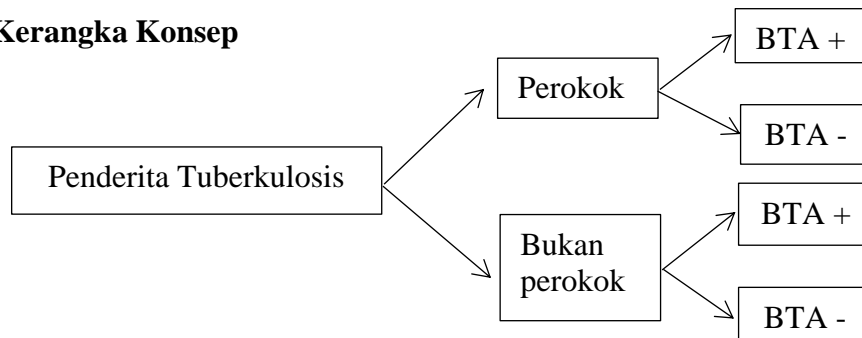 Kerangka Konsep
BTA +
Perokok
BTA -
Penderita Tuberkulosis
BTA +
Bukan
perokok
BTA -